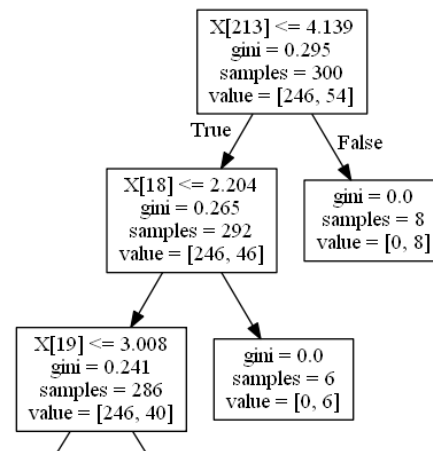 X[213] <= 4.139
gini = 0.295
samples = 300
value = [246, 54]
True
False
X[18] <= 2.204
gini = 0.265
samples = 292
value = [246, 46]
gini = 0.0
samples = 8
value = [0, 8]
X[19] <= 3.008
gini = 0.241
samples = 286
value = [246, 40]
gini = 0.0
samples = 6
value = [0, 6]